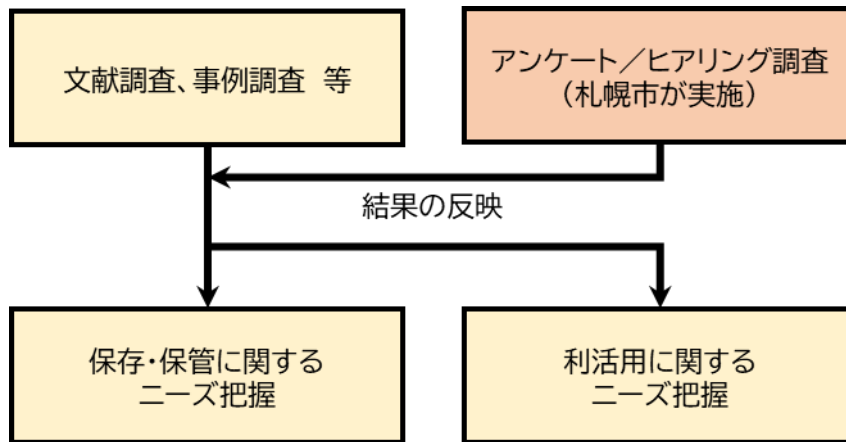 文献調査、事例調査　等
アンケート／ヒアリング調査
（札幌市が実施）
結果の反映
保存・保管に関する
ニーズ把握
利活用に関する
ニーズ把握